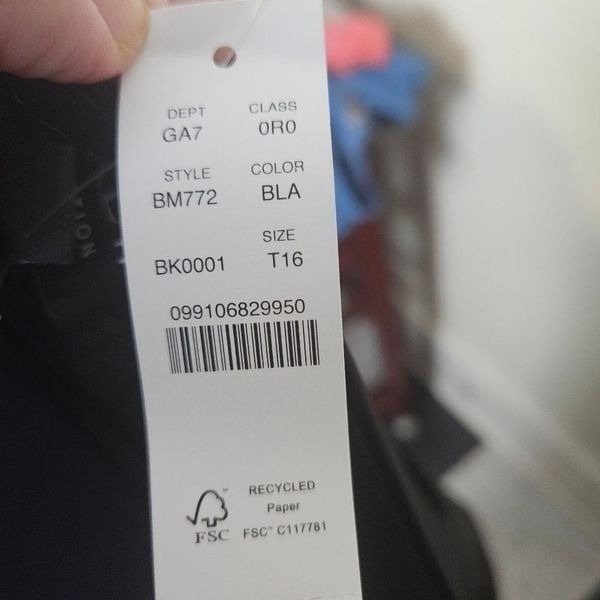 DEPT CLASS
GA7 0R0
STYLE COLOR
BM772 BLA
SIZE
BK0001 T16
099106829950
RECYCLED
Paper
FSC™ C117781
FSC